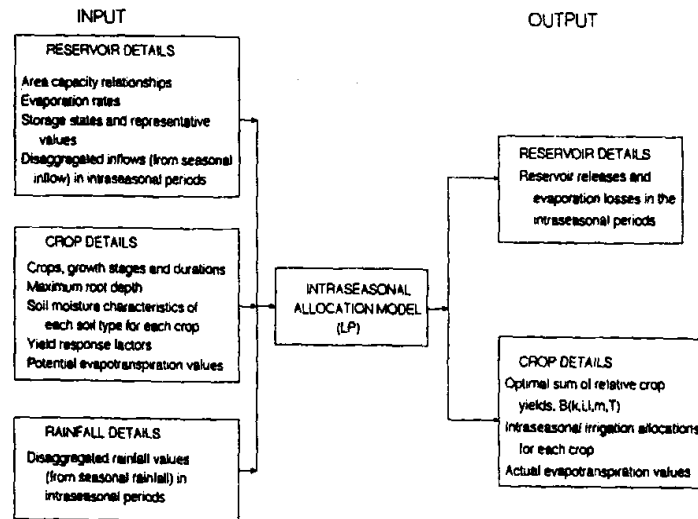 INPUT
OUTPUT
RESERVOIR DETAILS
Area capacity relationships
Evaporation rates
Storage states and representative
values
Disaggregated inflows (from seasonal
inflow) in intraseasonal periods
CROP DETAILS
Crops, growth stages and durations
Maximum root depth
Soil moisture characteristics of
each soil type for each crop
Yield response factors
Potential evapotranspiration values
RAINFALL DETAILS
Disaggregated rainfall values
(from seasonal rainfall) in
intraseasonal periods
INTRASEASONAL
ALLOCATION MODEL
(LP)
RESERVOIR DETAILS
Reservoir releases and
evaporation losses in the
intraseasonal periods
CROP DETAILS
Optimal sum of relative crop
yields, B(k,i,l,m,T)
Intraseasonal irrigation allocations
for each crop
Actual evapotranspiration values